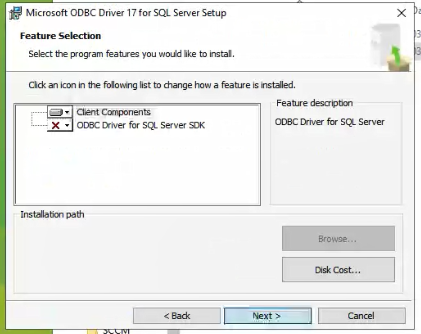 Microsoft ODBC Driver 17 for SQL Server Setup
Feature Selection
Select the program features you would like to install.
Click an icon in the following list to change how a feature is installed.
Client Components
ODBC Driver for SQL Server SDK
Feature description
ODBC Driver for SQL Server
Installation path
Browse...
Disk Cost...
< Back
Next >
Cancel
SCCM